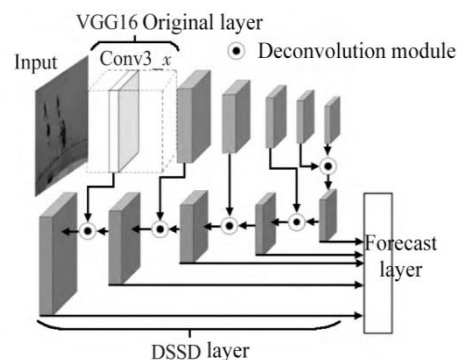 VGG16 Original layer
Input
Conv3_x
Deconvolution module
Forecast
layer
DSSD layer